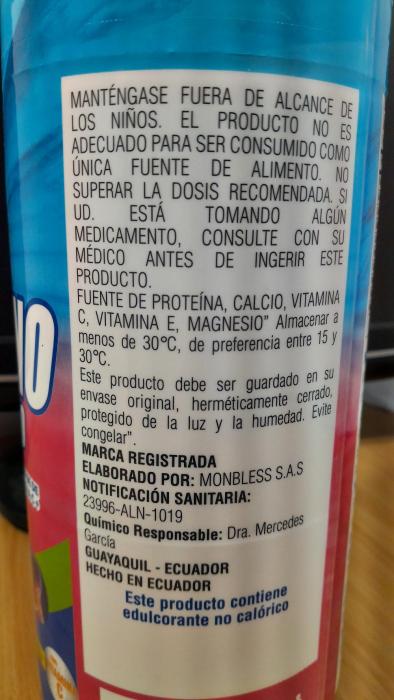 MANTÉNGASE FUERA DE ALCANCE DE
LOS NIÑOS. EL PRODUCTO NO ES
ADECUADO PARA SER CONSUMIDO COMO
ÚNICA FUENTE DE ALIMENTO. NO
SUPERAR LA DOSIS RECOMENDADA. SI
UD. ESTÁ TOMANDO ALGÚN
MEDICAMENTO, CONSULTE CON SU
MÉDICO ANTES DE INGERIR ESTE
PRODUCTO.
FUENTE DE PROTEÍNA, CALCIO, VITAMINA
C, VITAMINA E, MAGNESIO” Almacenar a
menos de 30°C, de preferencia entre 15 y
30°C.
Este producto debe ser guardado en su
envase original, herméticamente cerrado,
protegido de la luz y la humedad. Evite
congelar".
MARCA REGISTRADA
ELABORADO POR: MONBLESS S.A.S
NOTIFICACIÓN SANITARIA:
23996-ALN-1019
Químico Responsable: Dra. Mercedes
García
GUAYAQUIL - ECUADOR
HECHO EN ECUADOR
Este producto contiene
edulcorante no calórico